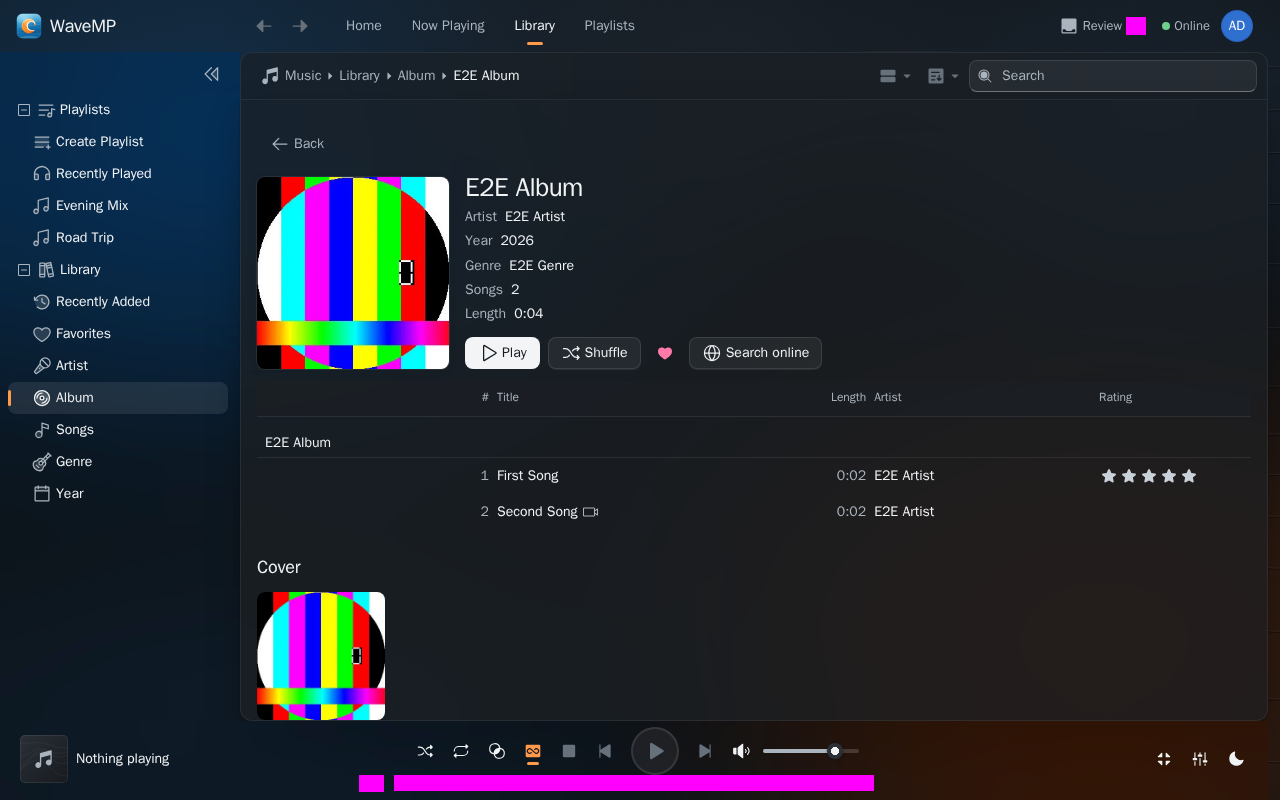 WaveMP
Home
Now Playing
Library
Playlists
Review
Online
AD
Music
Library
Album
E2E Album
Search
Playlists
Create Playlist
Recently Played
Evening Mix
Road Trip
Library
Recently Added
Favorites
Artist
Album
Songs
Genre
Year
Back
E2E Album
Artist E2E Artist
Year 2026
Genre E2E Genre
Songs 2
Length 0:04
Play
Shuffle
Search online
# Title Length Artist Rating
E2E Album
1 First Song 0:02 E2E Artist
2 Second Song 0:02 E2E Artist
Cover
Nothing playing